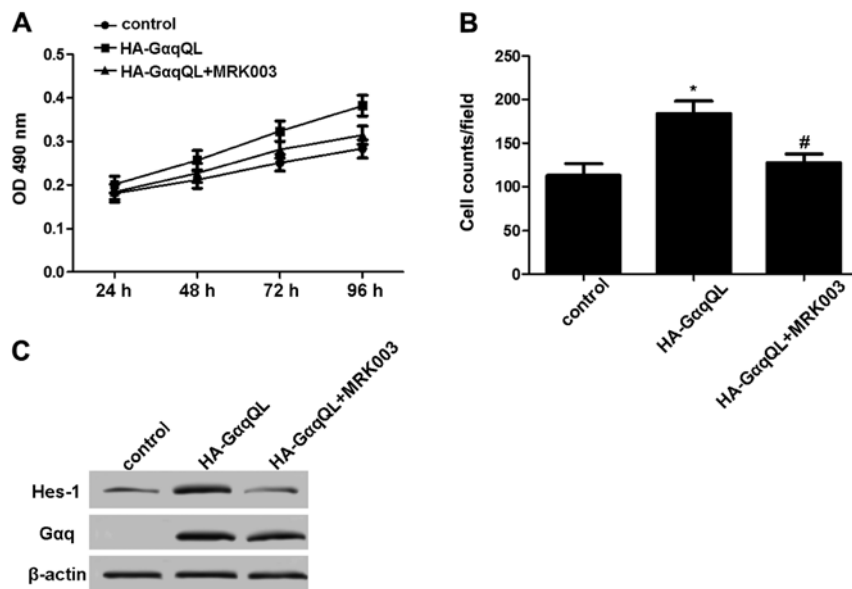 A
control
HA-GαqQL
HA-GαqQL+MRK003
0.5
0.4
0.3
0.2
0.1
0.0
OD 490 nm
24 h 48 h 72 h 96 h
B
250
200
150
100
50
0
Cell counts/field
*
#
control
HA-GαqQL
HA-GαqQL+MRK003
C
control
HA-GαqQL
HA-GαqQL+MRK003
Hes-1
Gαq
β-actin